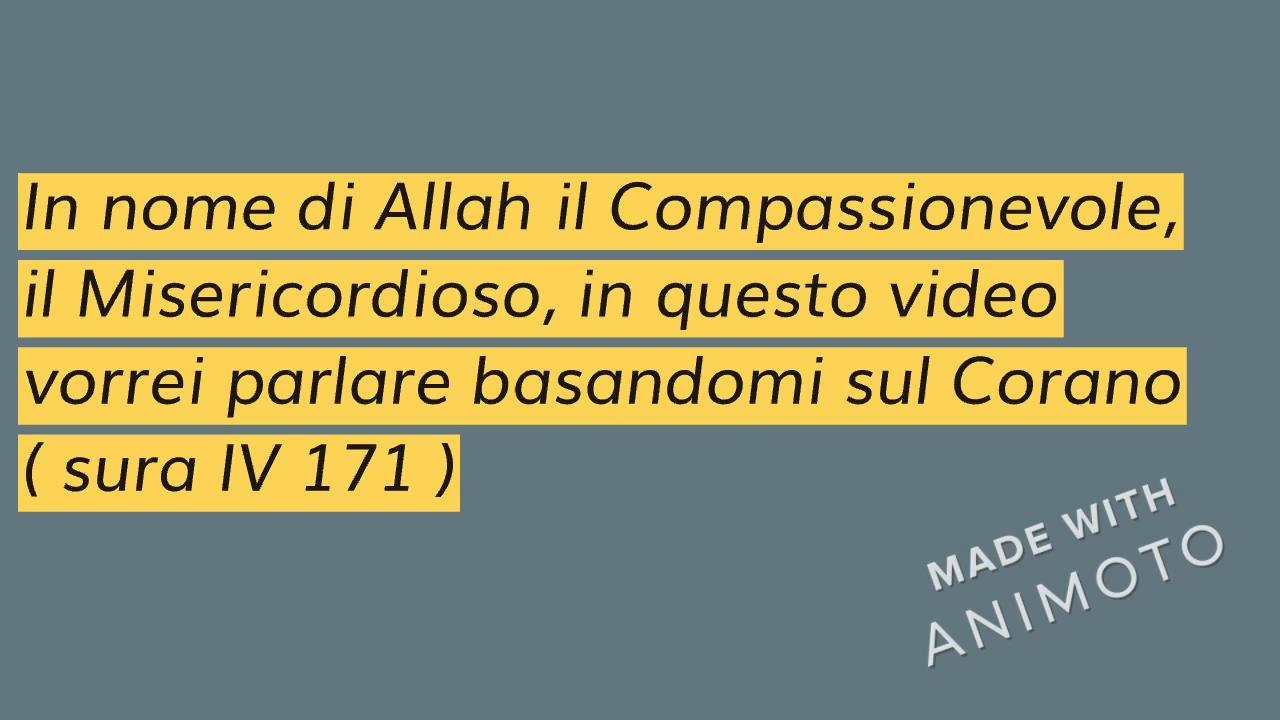 In nome di Allah il Compassionevole,
il Misericordioso, in questo video
vorrei parlare basandomi sul Corano
( sura IV 171 )
MADE WITH
ANIMOTO